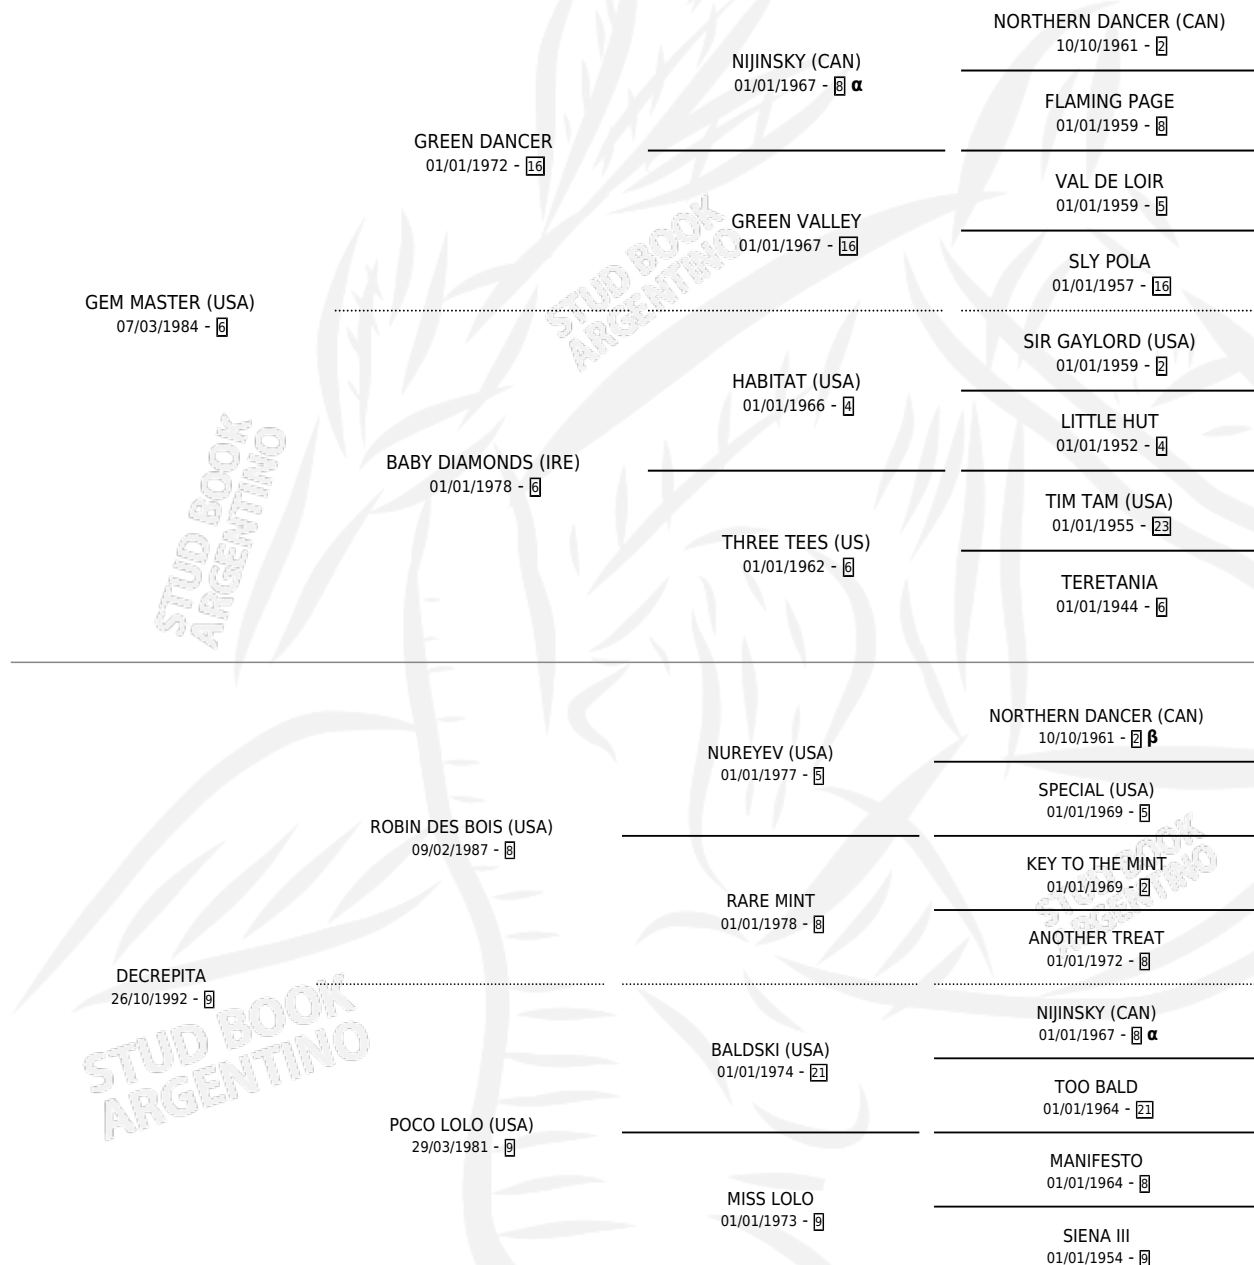 NORTHERN DANCER (CAN)
10/10/1961 - 2
NIJINSKY (CAN)
01/01/1967 - 8 α
FLAMING PAGE
01/01/1959 - 8
GREEN DANCER
01/01/1972 - 16
VAL DE LOIR
01/01/1959 - 5
GREEN VALLEY
01/01/1967 - 16
SLY POLA
01/01/1957 - 16
GEM MASTER (USA)
07/03/1984 - 6
SIR GAYLORD (USA)
01/01/1959 - 2
HABITAT (USA)
01/01/1966 - 4
LITTLE HUT
01/01/1952 - 4
BABY DIAMONDS (IRE)
01/01/1978 - 6
TIM TAM (USA)
01/01/1955 - 23
THREE TEES (US)
01/01/1962 - 6
TERETANIA
01/01/1944 - 6
NORTHERN DANCER (CAN)
10/10/1961 - 2 β
NUREYEV (USA)
01/01/1977 - 5
SPECIAL (USA)
01/01/1969 - 5
ROBIN DES BOIS (USA)
09/02/1987 - 8
KEY TO THE MINT
01/01/1969 - 2
RARE MINT
01/01/1978 - 8
ANOTHER TREAT
01/01/1972 - 8
DECREPITA
26/10/1992 - 9
NIJINSKY (CAN)
01/01/1967 - 8 α
BALDSKI (USA)
01/01/1974 - 21
TOO BALD
01/01/1964 - 21
POCO LOLO (USA)
29/03/1981 - 9
MANIFESTO
01/01/1964 - 8
MISS LOLO
01/01/1973 - 9
SIENA III
01/01/1954 - 9
STUD BOOK
ARGENTINO
STUD BOOK
ARGENTINO
STUD BOOK
ARGENTINO
STUD BOOK
ARGENTINO